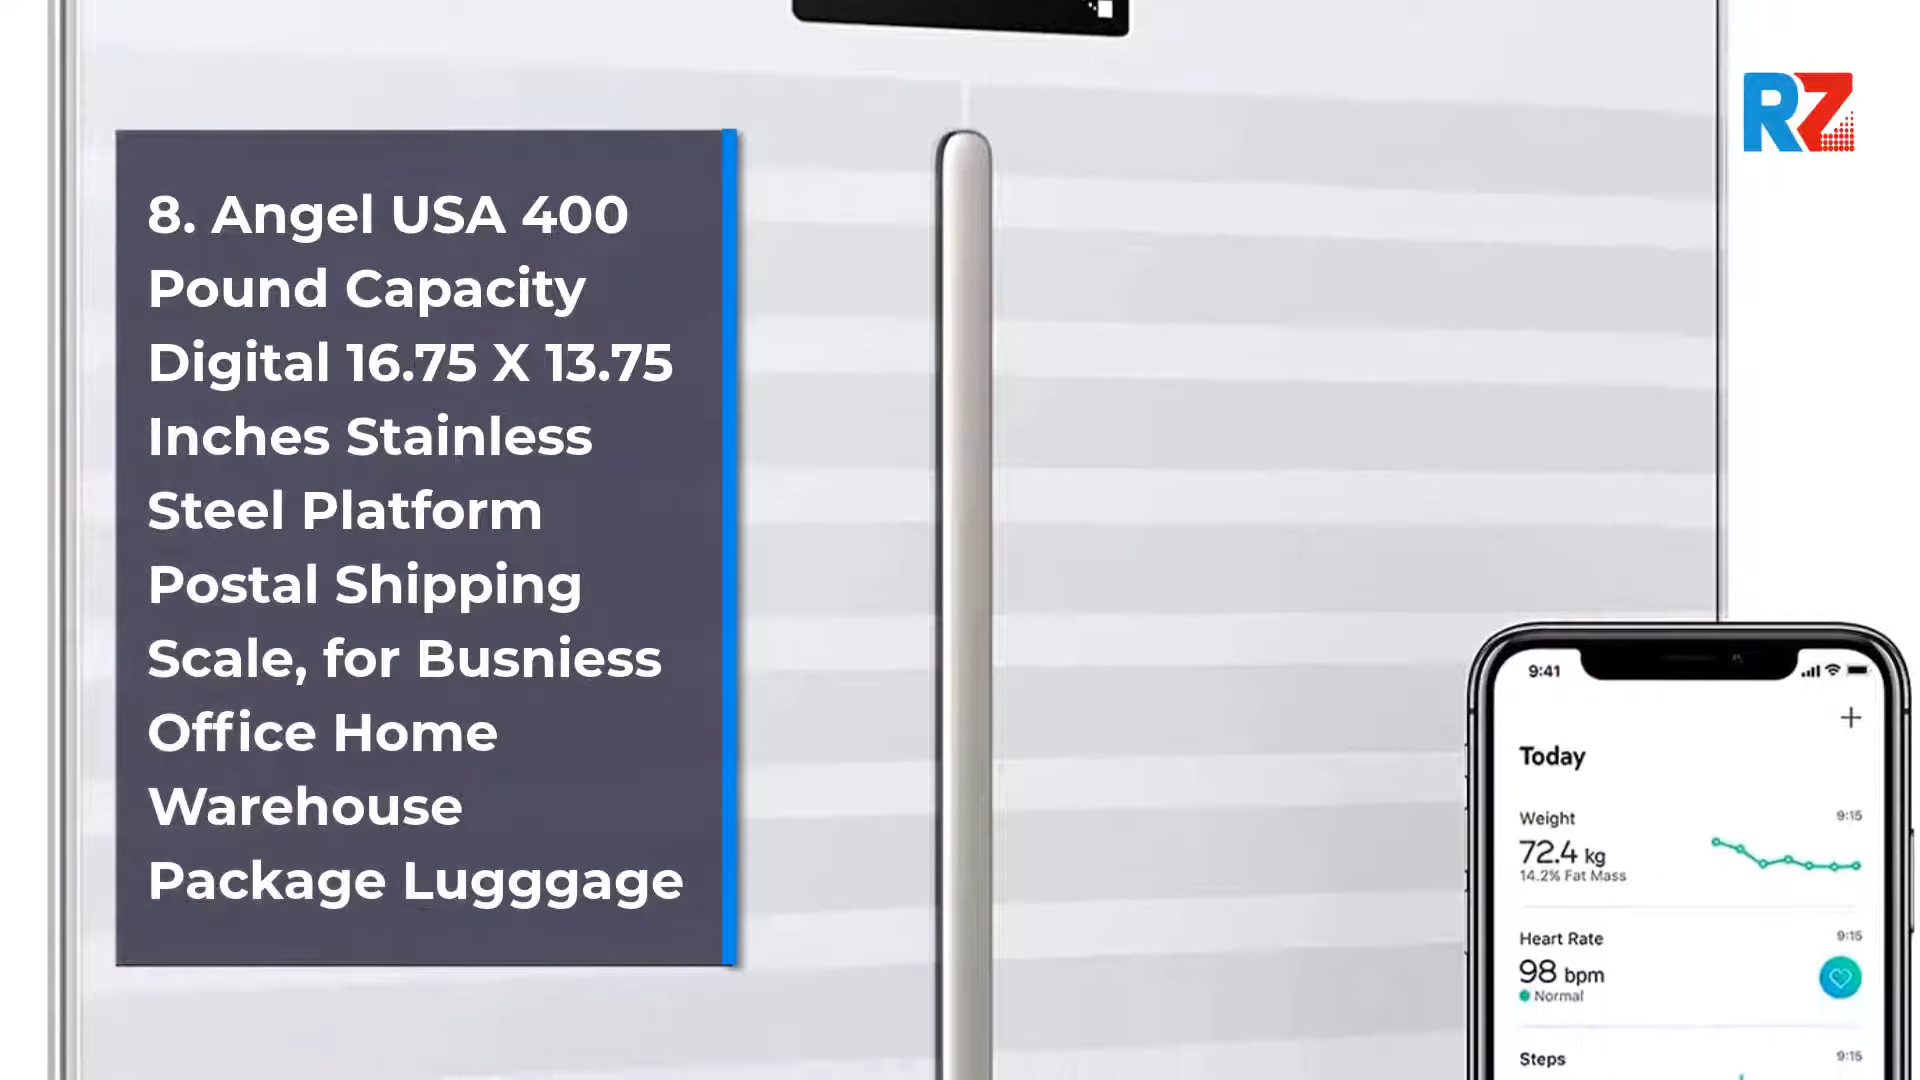 RZ
8. Angel USA 400
Pound Capacity
Digital 16.75 X 13.75
Inches Stainless
Steel Platform
Postal Shipping
Scale, for Busniess
Office Home
Warehouse
Package Lugggage
9:41
+
Today
Weight 9:15
72.4 kg
14.2% Fat Mass
Heart Rate 9:15
98 bpm
Normal
Steps 9:15